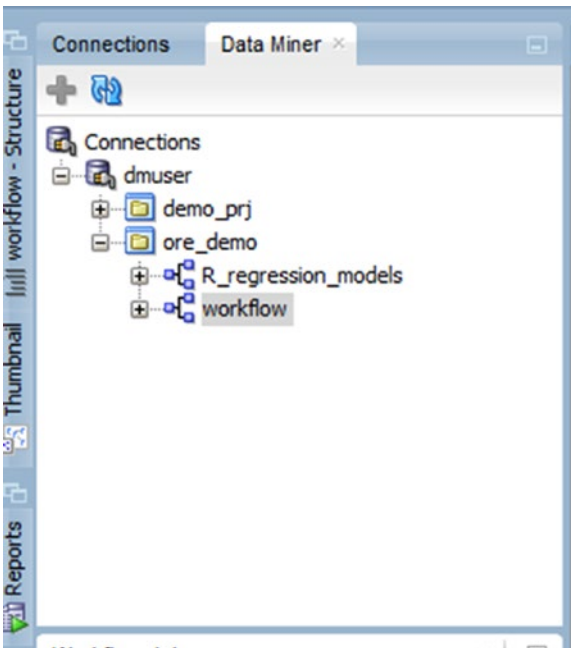 Connections
Data Miner
Connections
dmuser
demo_prj
ore_demo
R_regression_models
workflow
workflow - Structure
Thumbnail
Reports